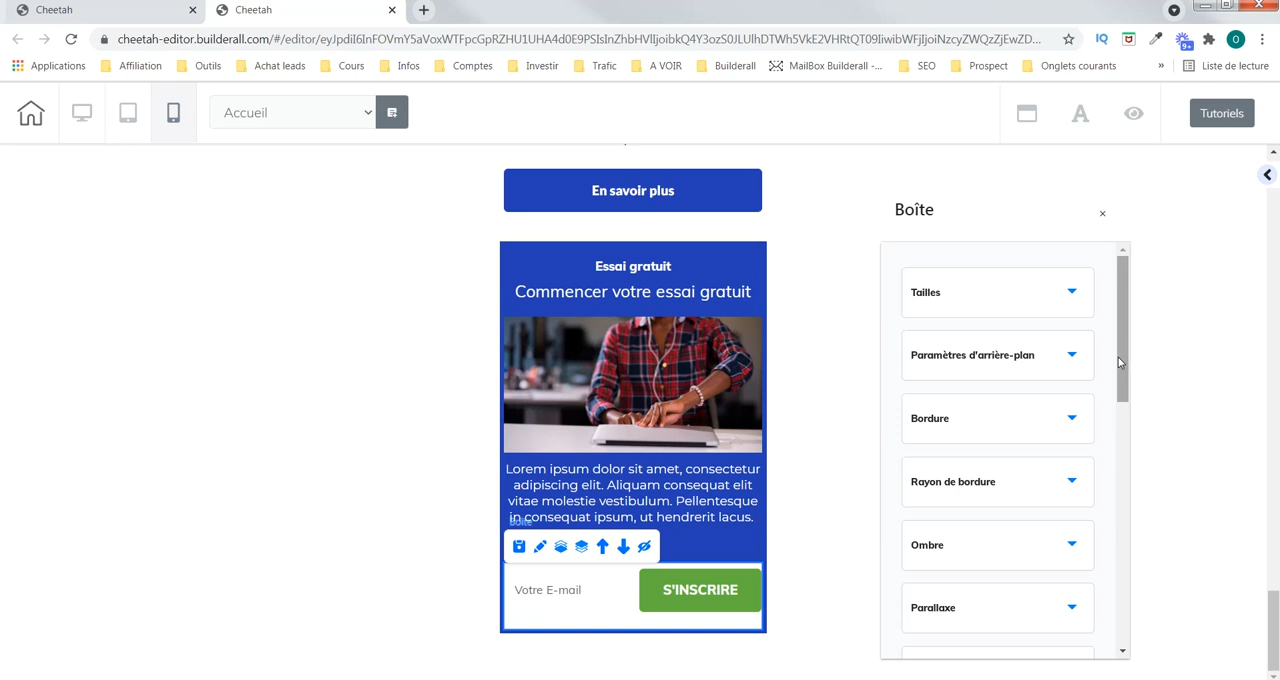 Cheetah
Cheetah
cheetah-editor.builderall.com/#/editor/eyJpdiI6InFOVmY5aVoxWTFpcGpRZHU1UHA4d0E9PSIsInZhbHVlIjoibkQ4Y3ozS0JLUlhDTWh5VkE2VHRtQT09IiwibWFjIjoiNzcyZWQzZjEwZD...
IQ
9+
O
Applications
Affiliation
Outils
Achat leads
Cours
Infos
Comptes
Investir
Trafic
A VOIR
Builderall
MailBox Builderall -...
SEO
Prospect
Onglets courants
»
Liste de lecture
Accueil
A
Tutoriels
En savoir plus
Essai gratuit
Commencer votre essai gratuit
Lorem ipsum dolor sit amet, consectetur
adipiscing elit. Aliquam consequat elit
vitae molestie vestibulum. Pellentesque
in consequat ipsum, ut hendrerit lacus.
Boîte
Votre E-mail
S'INSCRIRE
Boîte
Tailles
Paramètres d'arrière-plan
Bordure
Rayon de bordure
Ombre
Parallaxe